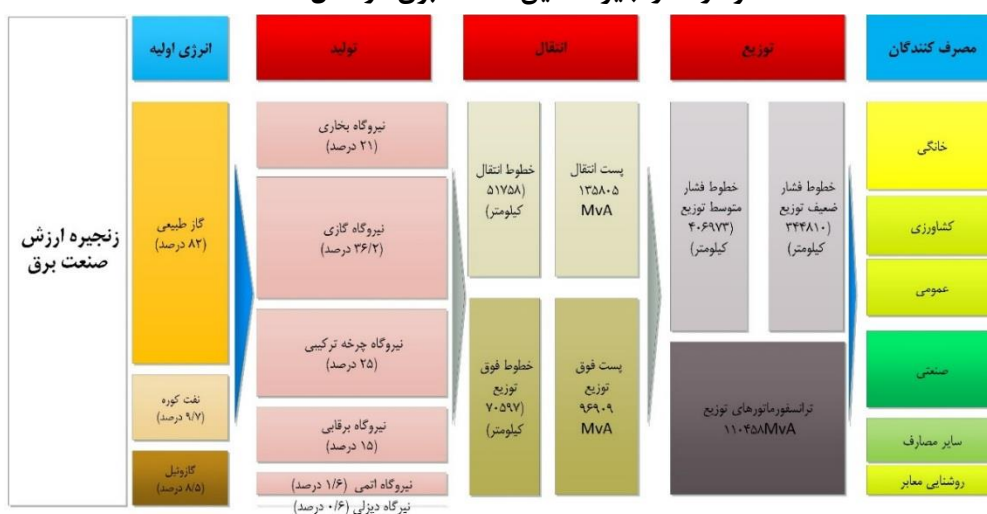 زنجیره ارزش
صنعت برق
انرژی اولیه
گاز طبیعی
(۸۲ درصد)
نفت کوره
(۹/۷ درصد)
گازوئیل
(۸/۵ درصد)
تولید
نیروگاه بخاری
(۲۱ درصد)
نیروگاه گازی
(۳۶/۲ درصد)
نیروگاه چرخه ترکیبی
(۲۵ درصد)
نیروگاه برقابی
(۱۵ درصد)
نیروگاه اتمی (۱/۶ درصد)
نیرگاه دیزلی (۰/۶ درصد)
انتقال
خطوط انتقال
(۵۱۷۵۸
کیلومتر)
پست انتقال
۱۳۵۸۰۵
MvA
خطوط فوق
توزیع
(۷۰۵۹۷
کیلومتر)
پست فوق
توزیع
۹۶۹۰۹
MvA
توزیع
خطوط فشار
متوسط توزیع
(۴۰۶۹۷۳
کیلومتر)
خطوط فشار
ضعیف توزیع
(۳۴۴۸۱۰
کیلومتر)
ترانسفورماتورهای توزیع
۱۱۰۴۵۸MvA
مصرف کنندگان
خانگی
کشاورزی
عمومی
صنعتی
سایر مصارف
روشنایی معابر